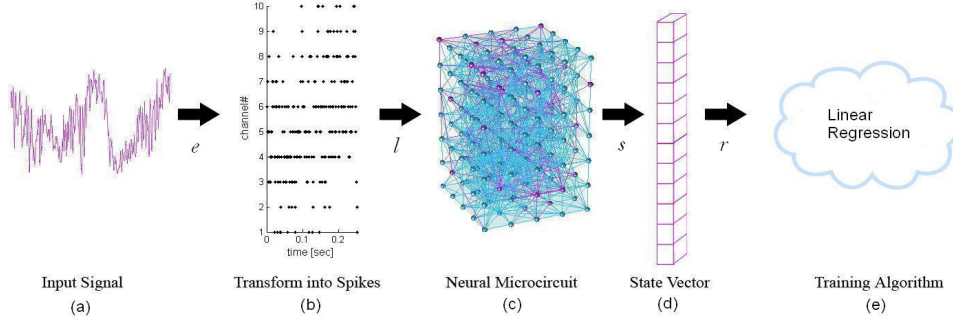 10
9
8
7
6
5
4
3
2
1
channel#
0 0.1 0.2
time [sec]
e
l
s
r
Linear
Regression
Input Signal
(a)
Transform into Spikes
(b)
Neural Microcircuit
(c)
State Vector
(d)
Training Algorithm
(e)